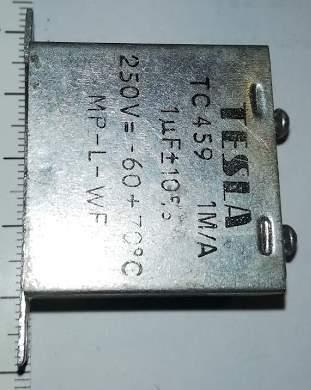 TESLA
TC 459 1M/A
1µF±10%
250V= -60+70°C
MP-L-WF